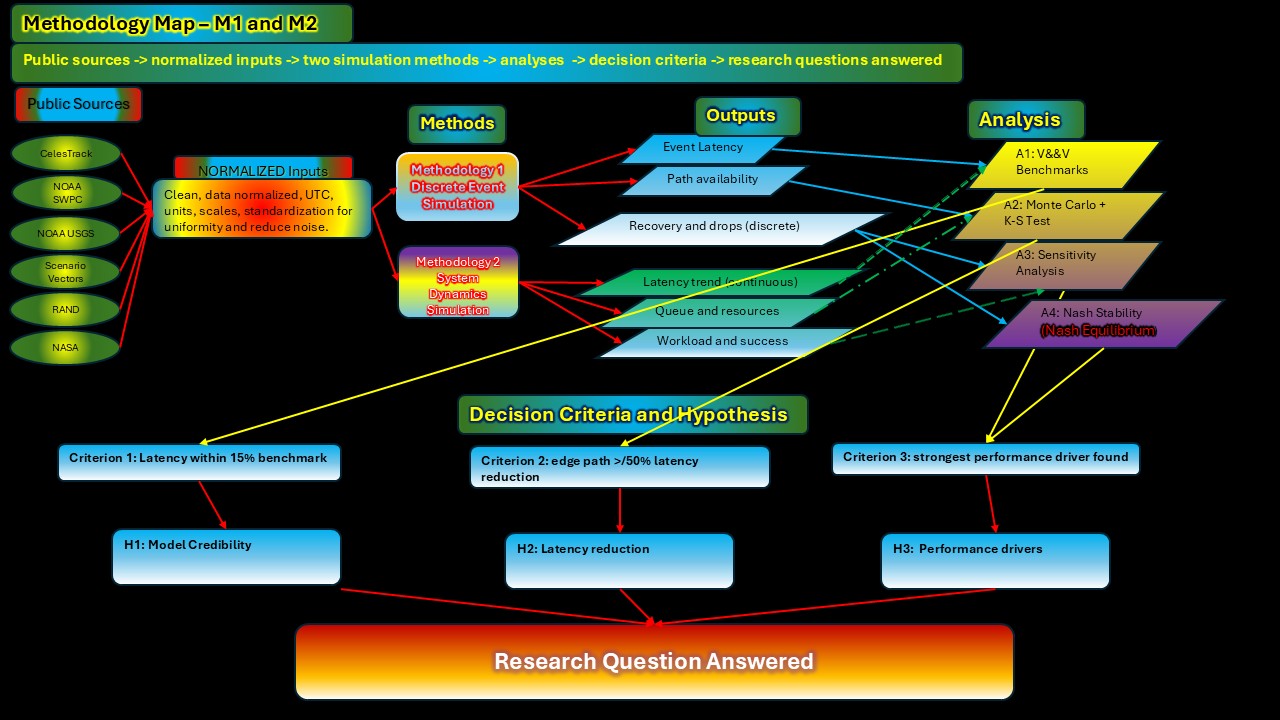 Methodology Map – M1 and M2
Public sources -> normalized inputs -> two simulation methods -> analyses -> decision criteria -> research questions answered
Public Sources
CelesTrack
NOAA
SWPC
NOAA USGS
Scenario
Vectors
RAND
NASA
NORMALIZED Inputs
Clean, data normalized, UTC,
units, scales, standardization for
uniformity and reduce noise.
Methods
Methodology 1
Discrete Event
Simulation
Methodology 2
System
Dynamics
Simulation
Outputs
Event Latency
Path availability
Recovery and drops (discrete)
Latency trend (continuous)
Queue and resources
Workload and success
Analysis
A1: V&&V
Benchmarks
A2: Monte Carlo +
K-S Test
A3: Sensitivity
Analysis
A4: Nash Stability
(Nash Equilibrium
Decision Criteria and Hypothesis
Criterion 1: Latency within 15% benchmark
Criterion 2: edge path >/50% latency
reduction
Criterion 3: strongest performance driver found
H1: Model Credibility
H2: Latency reduction
H3: Performance drivers
Research Question Answered